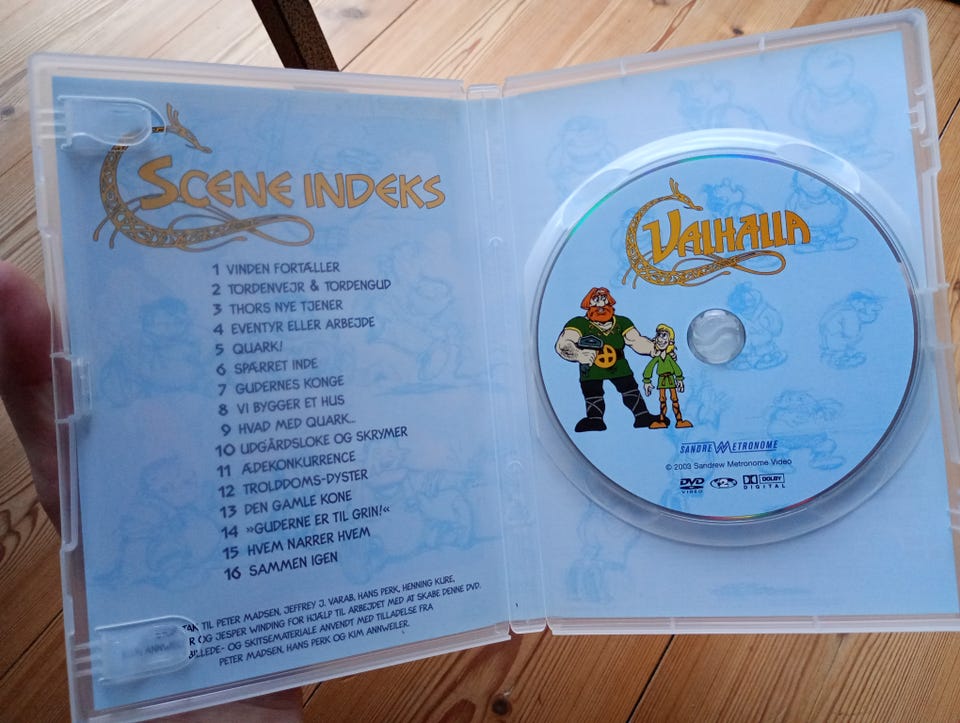 SCENE INDEKS
1 VINDEN FORTÆLLER
2 TORDENVEJR & TORDENGUD
3 THORS NYE TJENER
4 EVENTYR ELLER ARBEJDE
5 QUARK!
6 SPÆRRET INDE
7 GUDERNES KONGE
8 VI BYGGER ET HUS
9 HVAD MED QUARK...
10 UDGÅRDSLOKE OG SKRYMER
11 ÆDEKONKURRENCE
12 TROLDDOMS-DYSTER
13 DEN GAMLE KONE
14 »GUDERNE ER TIL GRIN!«
15 HVEM NARRER HVEM
16 SAMMEN IGEN
TAK TIL PETER MADSEN, JEFFREY J. VARAB, HANS PERK, HENNING KURE,
OG JESPER WINDING FOR HJÆLP TIL ARBEJDET MED AT SKABE DENNE DVD.
BILLEDE- OG SKITSEMATERIALE ANVENDT MED TILLADELSE FRA
PETER MADSEN, HANS PERK OG KIM ANNWEILER.
VALHALLA
SANDREW METRONOME
© 2003 Sandrew Metronome Video
DVD VIDEO 2 DOLBY DIGITAL